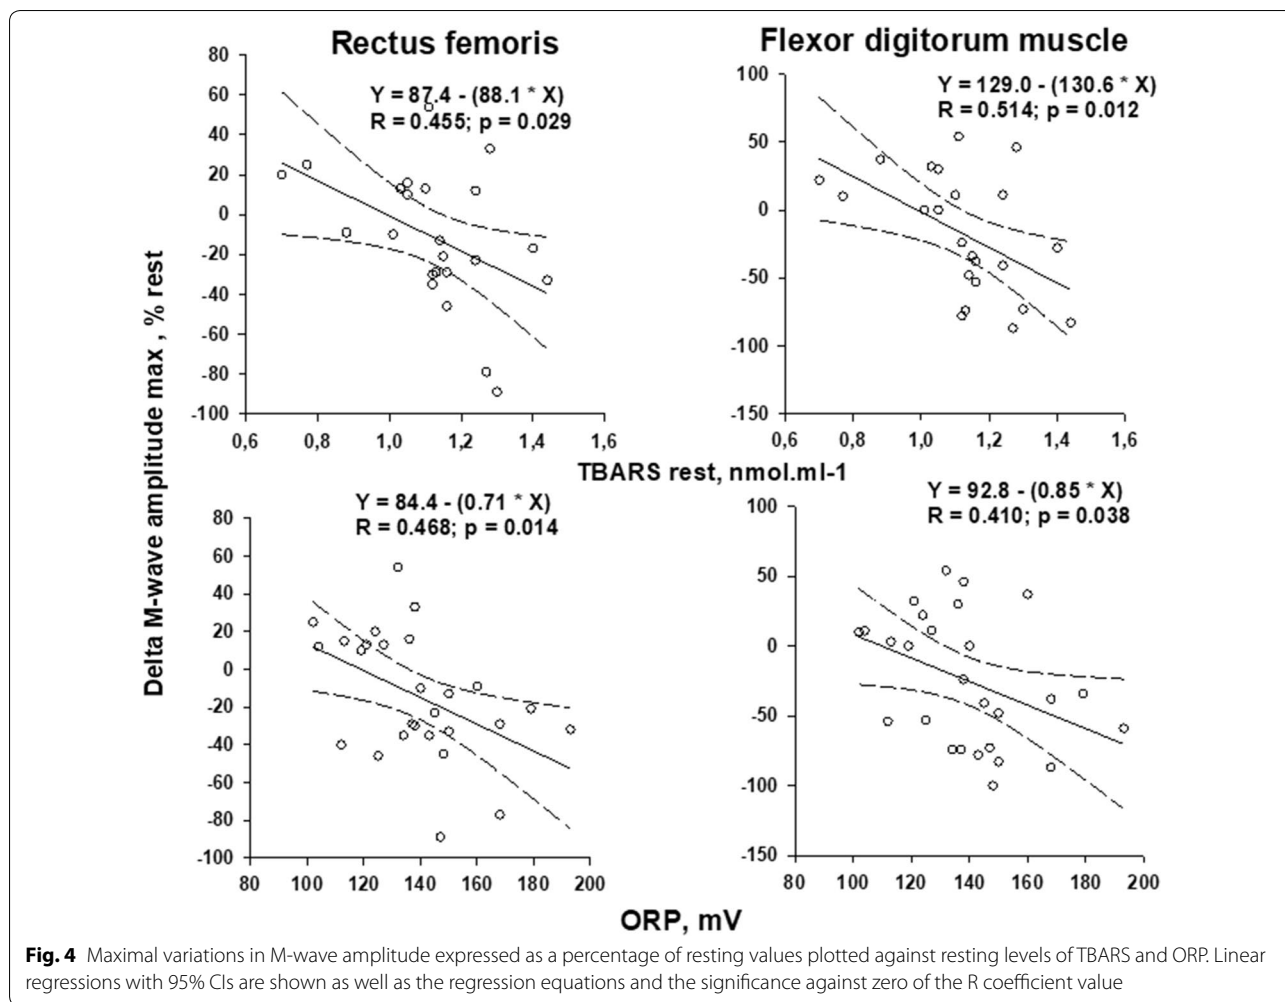 Rectus femoris
Flexor digitorum muscle
Y = 87.4 - (88.1 * X)
R = 0.455; p = 0.029
80
60
40
20
0
-20
-40
-60
-80
-100
0,6 0,8 1,0 1,2 1,4 1,6
Y = 129.0 - (130.6 * X)
R = 0.514; p = 0.012
100
50
0
-50
-100
-150
0,6 0,8 1,0 1,2 1,4 1,6
Delta M-wave amplitude max , % rest
TBARS rest, nmol.ml-1
Y = 84.4 - (0.71 * X)
R = 0.468; p = 0.014
80
60
40
20
0
-20
-40
-60
-80
-100
80 100 120 140 160 180 200
Y = 92.8 - (0.85 * X)
R = 0.410; p = 0.038
100
50
0
-50
-100
-150
80 100 120 140 160 180 200
ORP, mV
Fig. 4 Maximal variations in M-wave amplitude expressed as a percentage of resting values plotted against resting levels of TBARS and ORP. Linear
regressions with 95% CIs are shown as well as the regression equations and the significance against zero of the R coefficient value